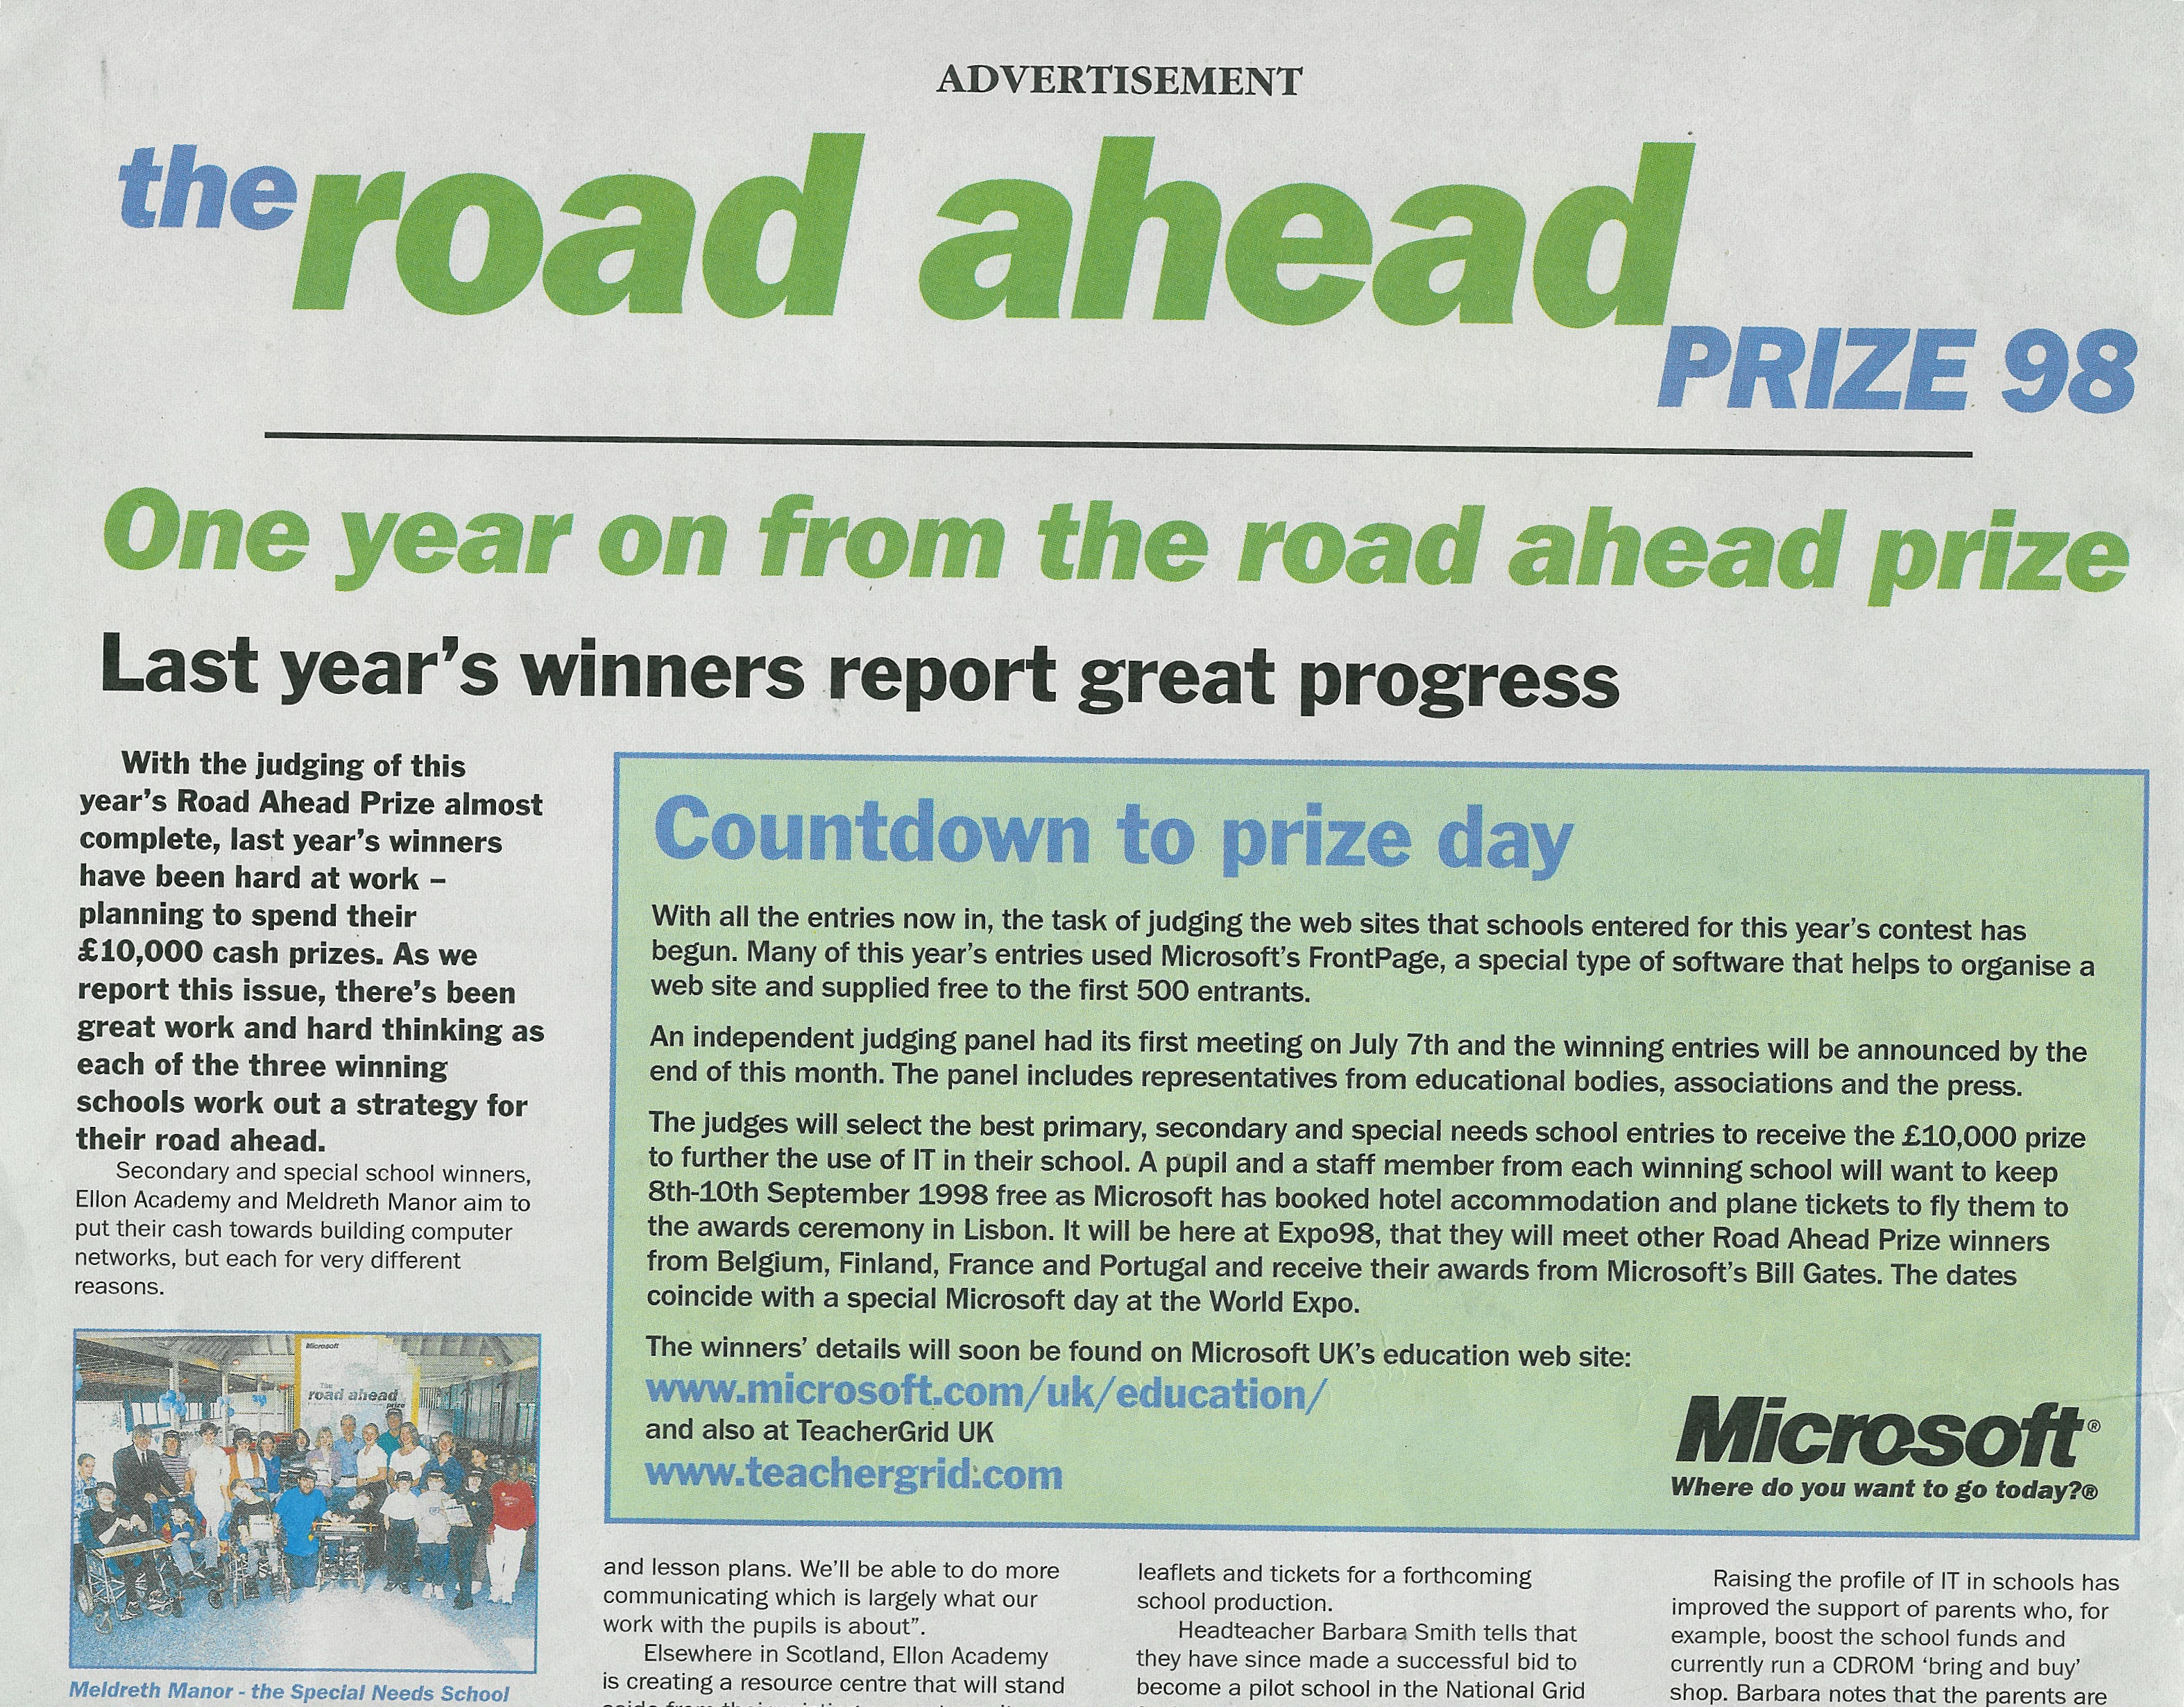 ADVERTISEMENT
the road ahead
PRIZE 98
One year on from the road ahead prize
Last year's winners report great progress
With the judging of this
year's Road Ahead Prize almost
complete, last year's winners
have been hard at work –
planning to spend their
£10,000 cash prizes. As we
report this issue, there's been
great work and hard thinking as
each of the three winning
schools work out a strategy for
their road ahead.
Secondary and special school winners,
Ellon Academy and Meldreth Manor aim to
put their cash towards building computer
networks, but each for very different
reasons.
Microsoft
The
road ahead
prize
Meldreth Manor - the Special Needs School
Countdown to prize day
With all the entries now in, the task of judging the web sites that schools entered for this year's contest has
begun. Many of this year's entries used Microsoft's FrontPage, a special type of software that helps to organise a
web site and supplied free to the first 500 entrants.
An independent judging panel had its first meeting on July 7th and the winning entries will be announced by the
end of this month. The panel includes representatives from educational bodies, associations and the press.
The judges will select the best primary, secondary and special needs school entries to receive the £10,000 prize
to further the use of IT in their school. A pupil and a staff member from each winning school will want to keep
8th-10th September 1998 free as Microsoft has booked hotel accommodation and plane tickets to fly them to
the awards ceremony in Lisbon. It will be here at Expo98, that they will meet other Road Ahead Prize winners
from Belgium, Finland, France and Portugal and receive their awards from Microsoft's Bill Gates. The dates
coincide with a special Microsoft day at the World Expo.
The winners' details will soon be found on Microsoft UK's education web site:
www.microsoft.com/uk/education/
and also at TeacherGrid UK
www.teachergrid.com
Microsoft®
Where do you want to go today?®
and lesson plans. We'll be able to do more
communicating which is largely what our
work with the pupils is about".
Elsewhere in Scotland, Ellon Academy
is creating a resource centre that will stand
leaflets and tickets for a forthcoming
school production.
Headteacher Barbara Smith tells that
they have since made a successful bid to
become a pilot school in the National Grid
Raising the profile of IT in schools has
improved the support of parents who, for
example, boost the school funds and
currently run a CDROM 'bring and buy'
shop. Barbara notes that the parents are